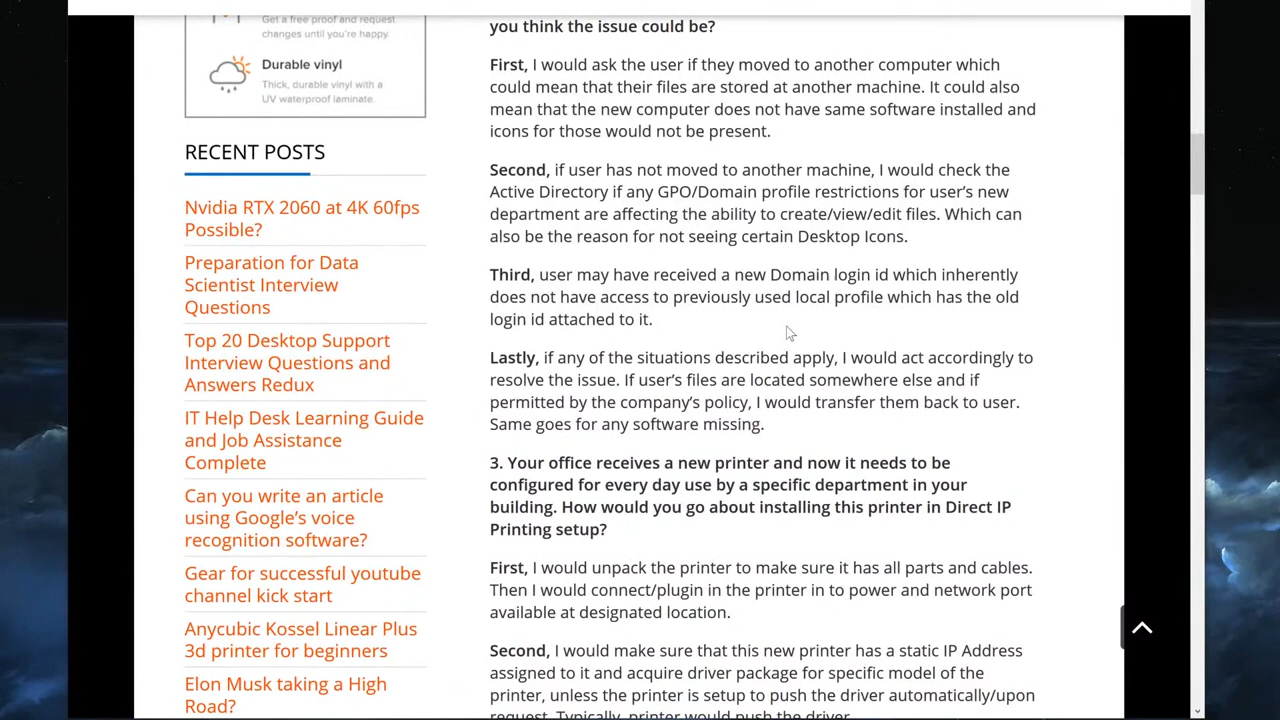 Get a free proof and request
changes until you're happy.
Durable vinyl
Thick, durable vinyl with a
UV waterproof laminate.
RECENT POSTS
Nvidia RTX 2060 at 4K 60fps
Possible?
Preparation for Data
Scientist Interview
Questions
Top 20 Desktop Support
Interview Questions and
Answers Redux
IT Help Desk Learning Guide
and Job Assistance
Complete
Can you write an article
using Google's voice
recognition software?
Gear for successful youtube
channel kick start
Anycubic Kossel Linear Plus
3d printer for beginners
Elon Musk taking a High
Road?
you think the issue could be?
First, I would ask the user if they moved to another computer which
could mean that their files are stored at another machine. It could also
mean that the new computer does not have same software installed and
icons for those would not be present.
Second, if user has not moved to another machine, I would check the
Active Directory if any GPO/Domain profile restrictions for user's new
department are affecting the ability to create/view/edit files. Which can
also be the reason for not seeing certain Desktop Icons.
Third, user may have received a new Domain login id which inherently
does not have access to previously used local profile which has the old
login id attached to it.
Lastly, if any of the situations described apply, I would act accordingly to
resolve the issue. If user's files are located somewhere else and if
permitted by the company's policy, I would transfer them back to user.
Same goes for any software missing.
3. Your office receives a new printer and now it needs to be
configured for every day use by a specific department in your
building. How would you go about installing this printer in Direct IP
Printing setup?
First, I would unpack the printer to make sure it has all parts and cables.
Then I would connect/plugin in the printer in to power and network port
available at designated location.
Second, I would make sure that this new printer has a static IP Address
assigned to it and acquire driver package for specific model of the
printer, unless the printer is setup to push the driver automatically/upon
request. Typically, printer would push the driver